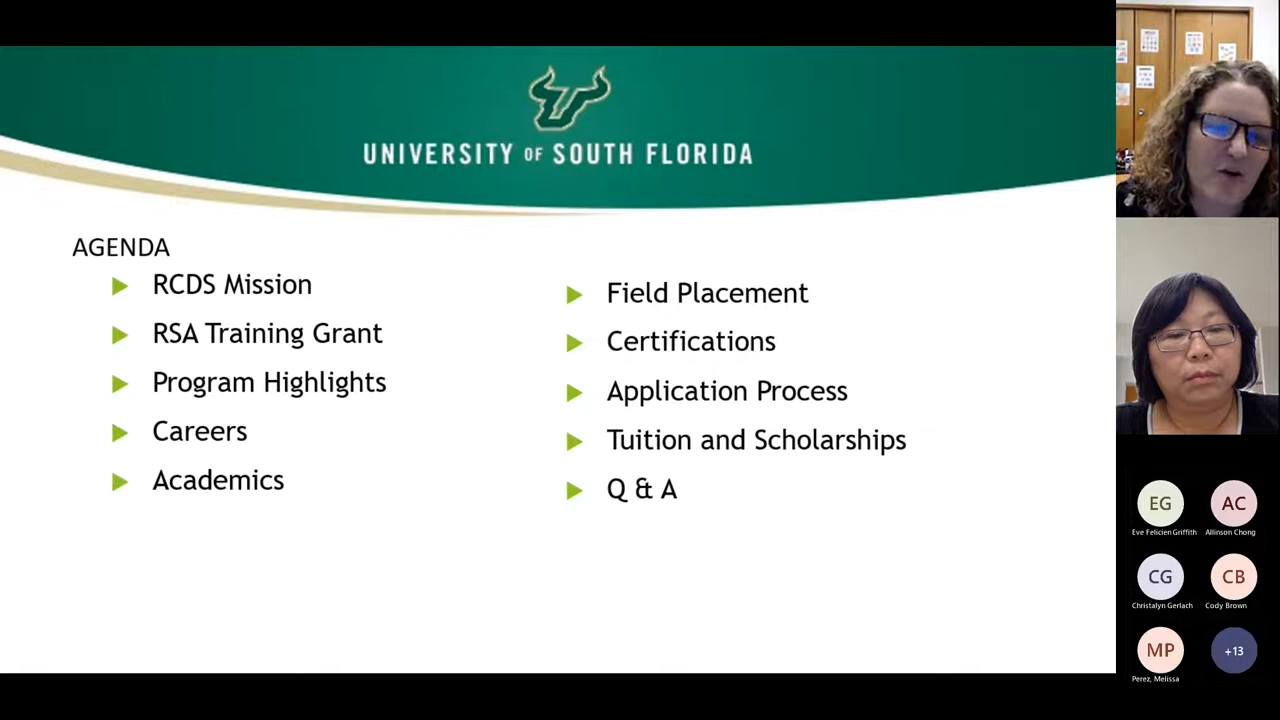 UNIVERSITY OF SOUTH FLORIDA
AGENDA
RCDS Mission
RSA Training Grant
Program Highlights
Careers
Academics
Field Placement
Certifications
Application Process
Tuition and Scholarships
Q & A
EG
Eve Felicien Griffith
AC
Allinson Chong
CG
Christalyn Gerlach
CB
Cody Brown
MP
Perez, Melissa
+13